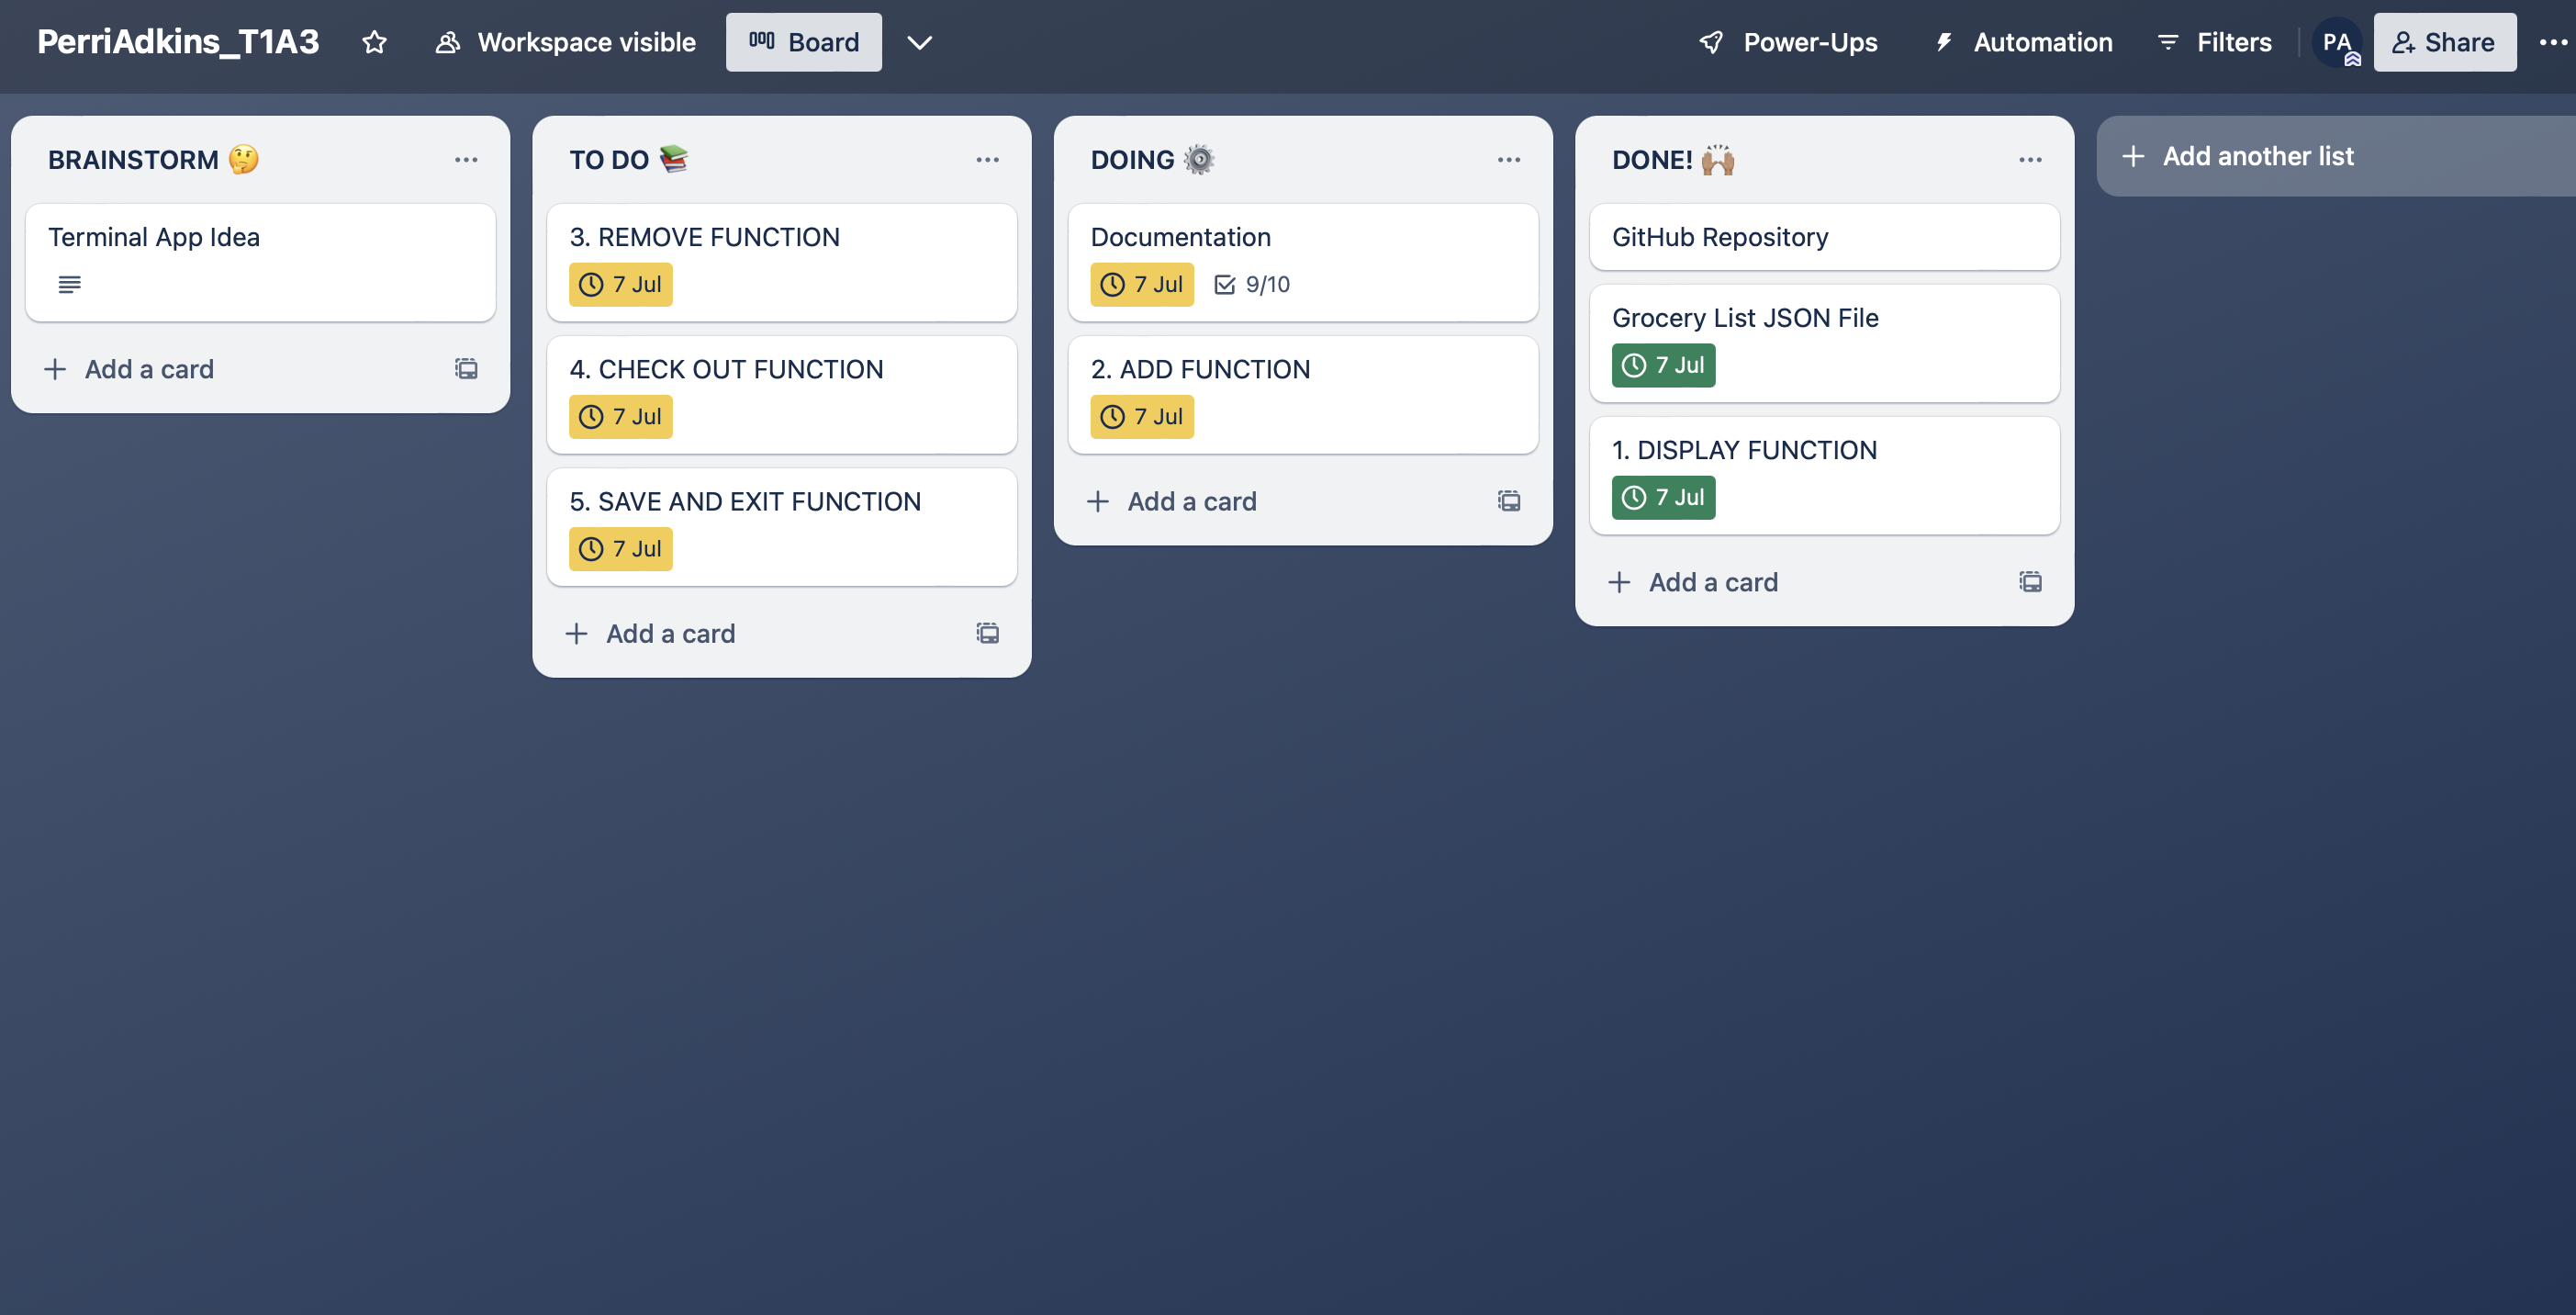 PerriAdkins_T1A3 Workspace visible Board Power-Ups Automation Filters PA Share
BRAINSTORM 🤔
Terminal App Idea
Add a card
TO DO 📚
3. REMOVE FUNCTION
7 Jul
4. CHECK OUT FUNCTION
7 Jul
5. SAVE AND EXIT FUNCTION
7 Jul
Add a card
DOING ⚙️
Documentation
7 Jul 9/10
2. ADD FUNCTION
7 Jul
Add a card
DONE! 🙌🏽
GitHub Repository
Grocery List JSON File
7 Jul
1. DISPLAY FUNCTION
7 Jul
Add a card
Add another list